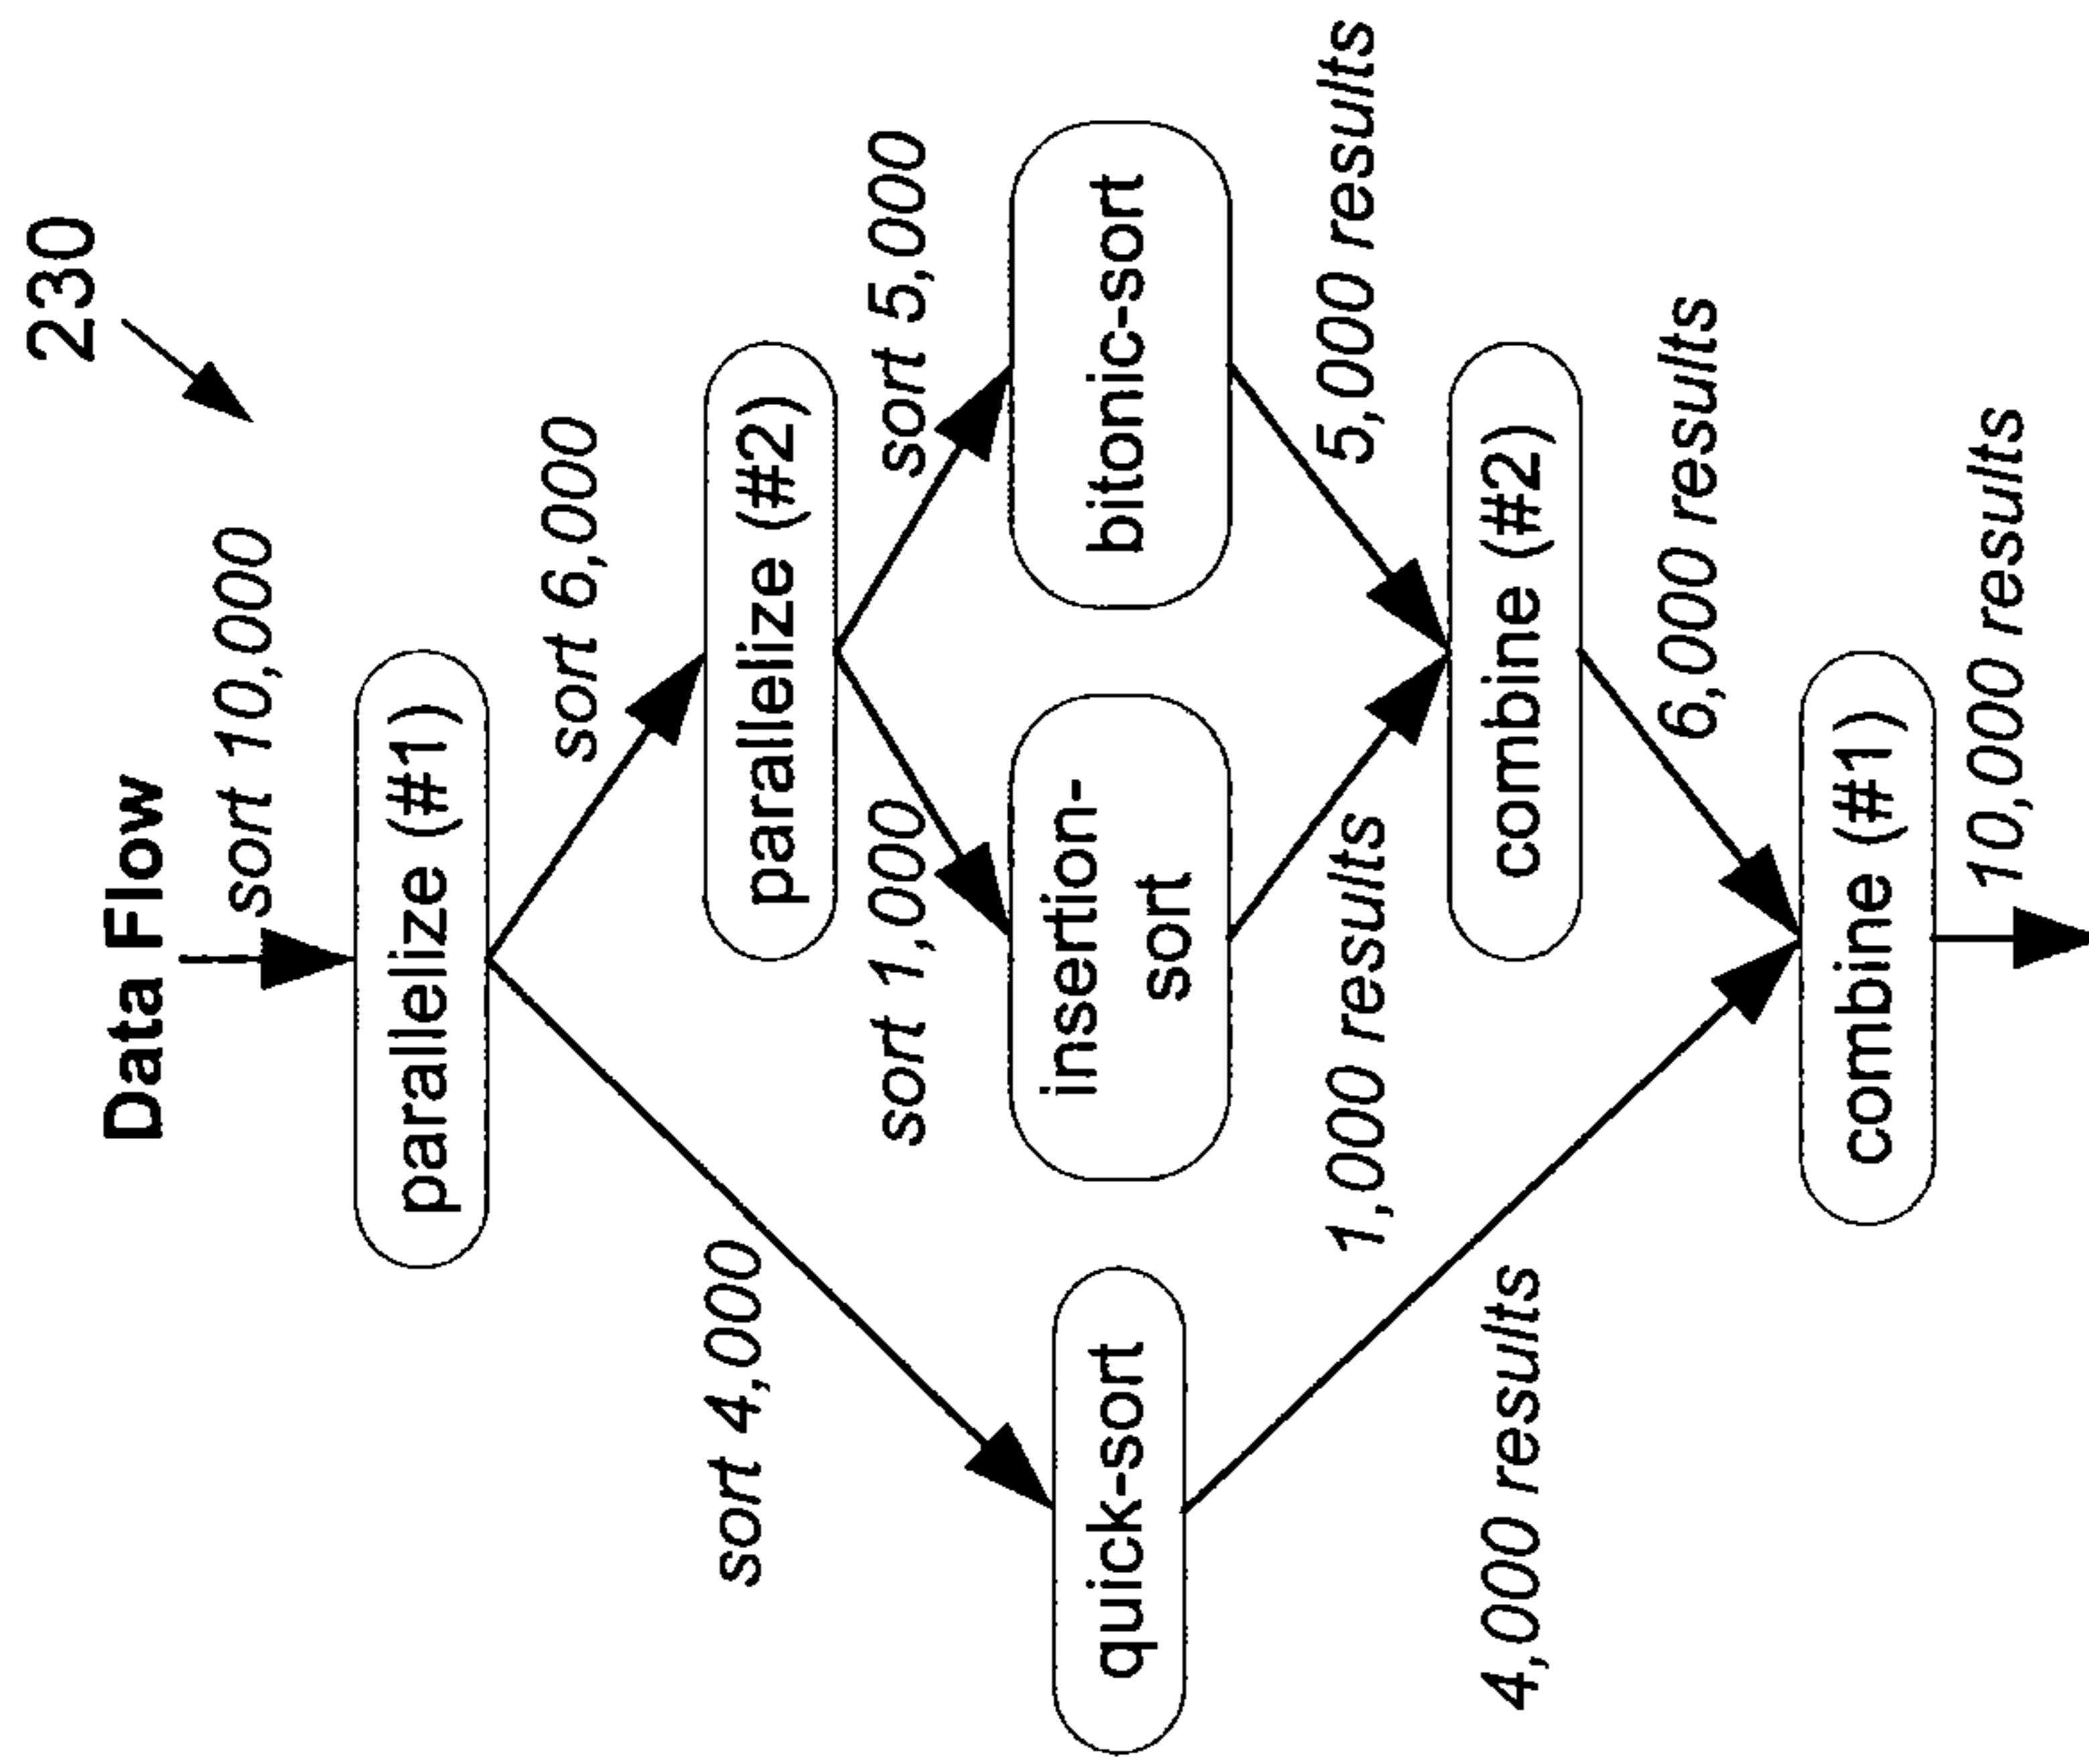 230
Data Flow
sort 10,000
parallelize (#1)
sort 6,000
sort 4,000
parallelize (#2)
sort 1,000
sort 5,000
quick-sort
insertion-
sort
bitonic-sort
1,000 results
5,000 results
4,000 results
combine (#2)
6,000 results
combine (#1)
10,000 results